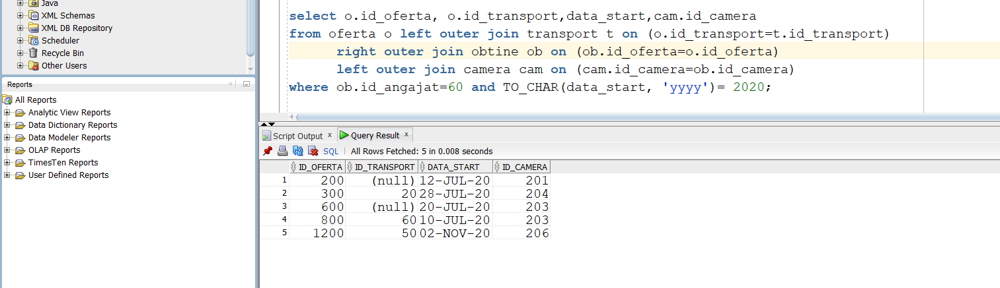 Java
XML Schemas
XML DB Repository
Scheduler
Recycle Bin
Other Users
Reports
All Reports
Analytic View Reports
Data Dictionary Reports
Data Modeler Reports
OLAP Reports
TimesTen Reports
User Defined Reports
select o.id_oferta, o.id_transport,data_start,cam.id_camera
from oferta o left outer join transport t on (o.id_transport=t.id_transport)
right outer join obtine ob on (ob.id_oferta=o.id_oferta)
left outer join camera cam on (cam.id_camera=ob.id_camera)
where ob.id_angajat=60 and TO_CHAR(data_start, 'yyyy')= 2020;
Script Output x Query Result x
SQL | All Rows Fetched: 5 in 0.008 seconds
ID_OFERTA ID_TRANSPORT DATA_START ID_CAMERA
1 200 (null) 12-JUL-20 201
2 300 20 28-JUL-20 204
3 600 (null) 20-JUL-20 203
4 800 60 10-JUL-20 203
5 1200 50 02-NOV-20 206